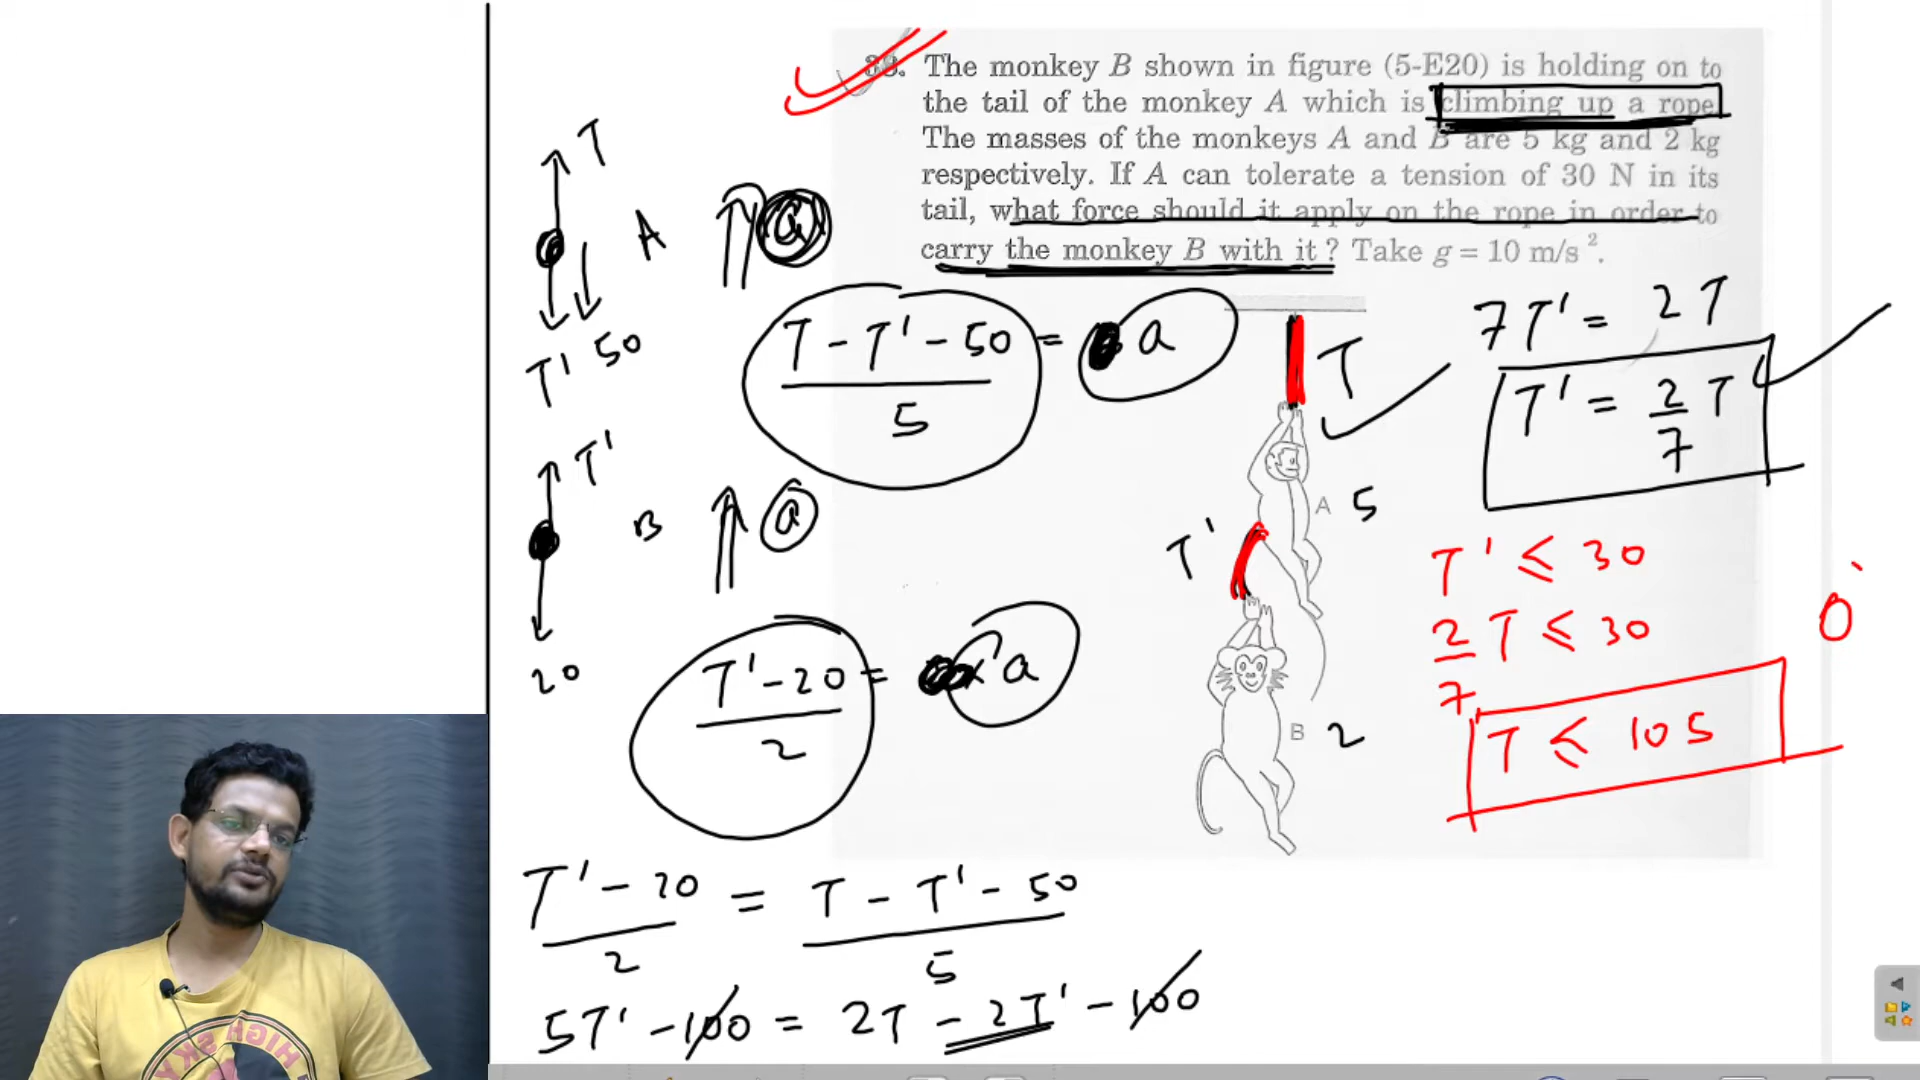 38. The monkey B shown in figure (5-E20) is holding on to
the tail of the monkey A which is climbing up a rope.
The masses of the monkeys A and B are 5 kg and 2 kg
respectively. If A can tolerate a tension of 30 N in its
tail, what force should it apply on the rope in order to
carry the monkey B with it ? Take g = 10 m/s².
T
A
a
T' 50
T - T' - 50 = a
5
T
A 5
T'
B 2
T'
B
a
20
T' - 20 = a
2
T' - 20 = T - T' - 50
2 5
5T' - 100 = 2T - 2T' - 100
7T' = 2T
T' = 2 T
7
T' ≤ 30
2 T ≤ 30
7
T ≤ 105
0
HIGH
SKY